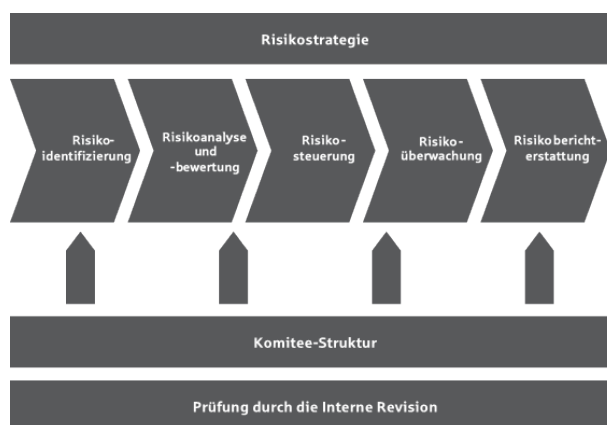 Risikostrategie
Risiko-
identifizierung
Risikoanalyse
und
-bewertung
Risiko-
steuerung
Risiko-
überwachung
Risikobericht-
erstattung
Komitee-Struktur
Prüfung durch die Interne Revision